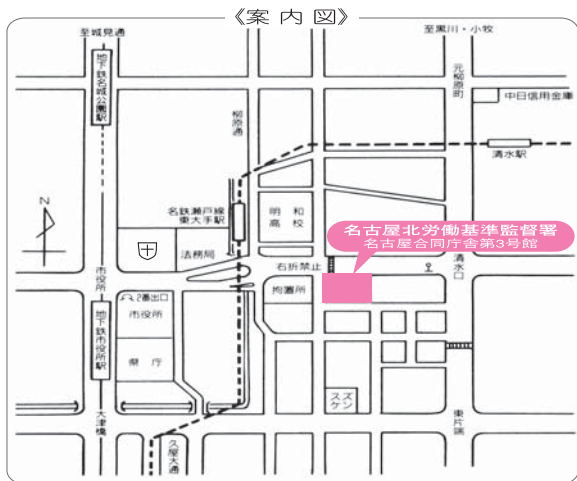 《案内図》
至城見通
至黒川・小牧
地下鉄名城公園駅
柳原通
元柳原町
中日信用金庫
清水駅
N
名鉄瀬戸線
東大手駅
明和
高校
名古屋北労働基準監督署
名古屋合同庁舎第3号館
法務局
右折禁止
清水口
市役所
2番出口
市役所
拘置所
地下鉄市役所駅
県庁
スズケン
大津橋
久屋大通
東片端